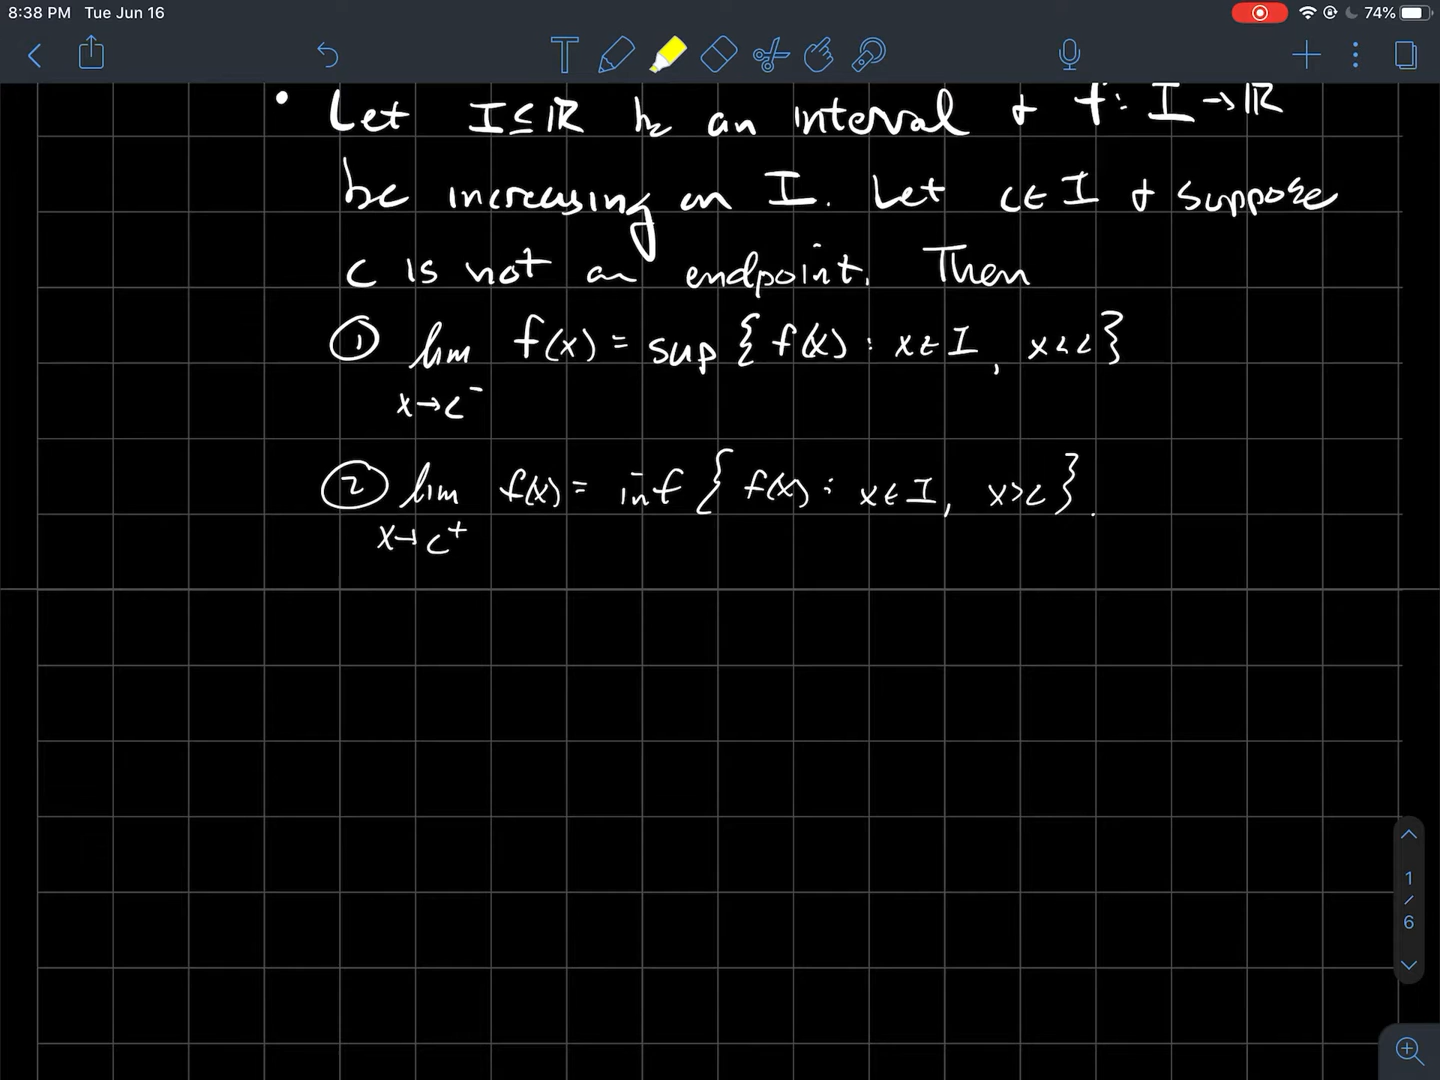 8:38 PM Tue Jun 16 74%
• Let I ⊆ ℝ be an interval & f: I → ℝ
be increasing on I. Let c ∈ I & suppose
c is not an endpoint. Then
① lim f(x) = sup { f(x) : x ∈ I, x < c }
x → c⁻
② lim f(x) = inf { f(x) : x ∈ I, x > c }.
x → c⁺
1
/
6